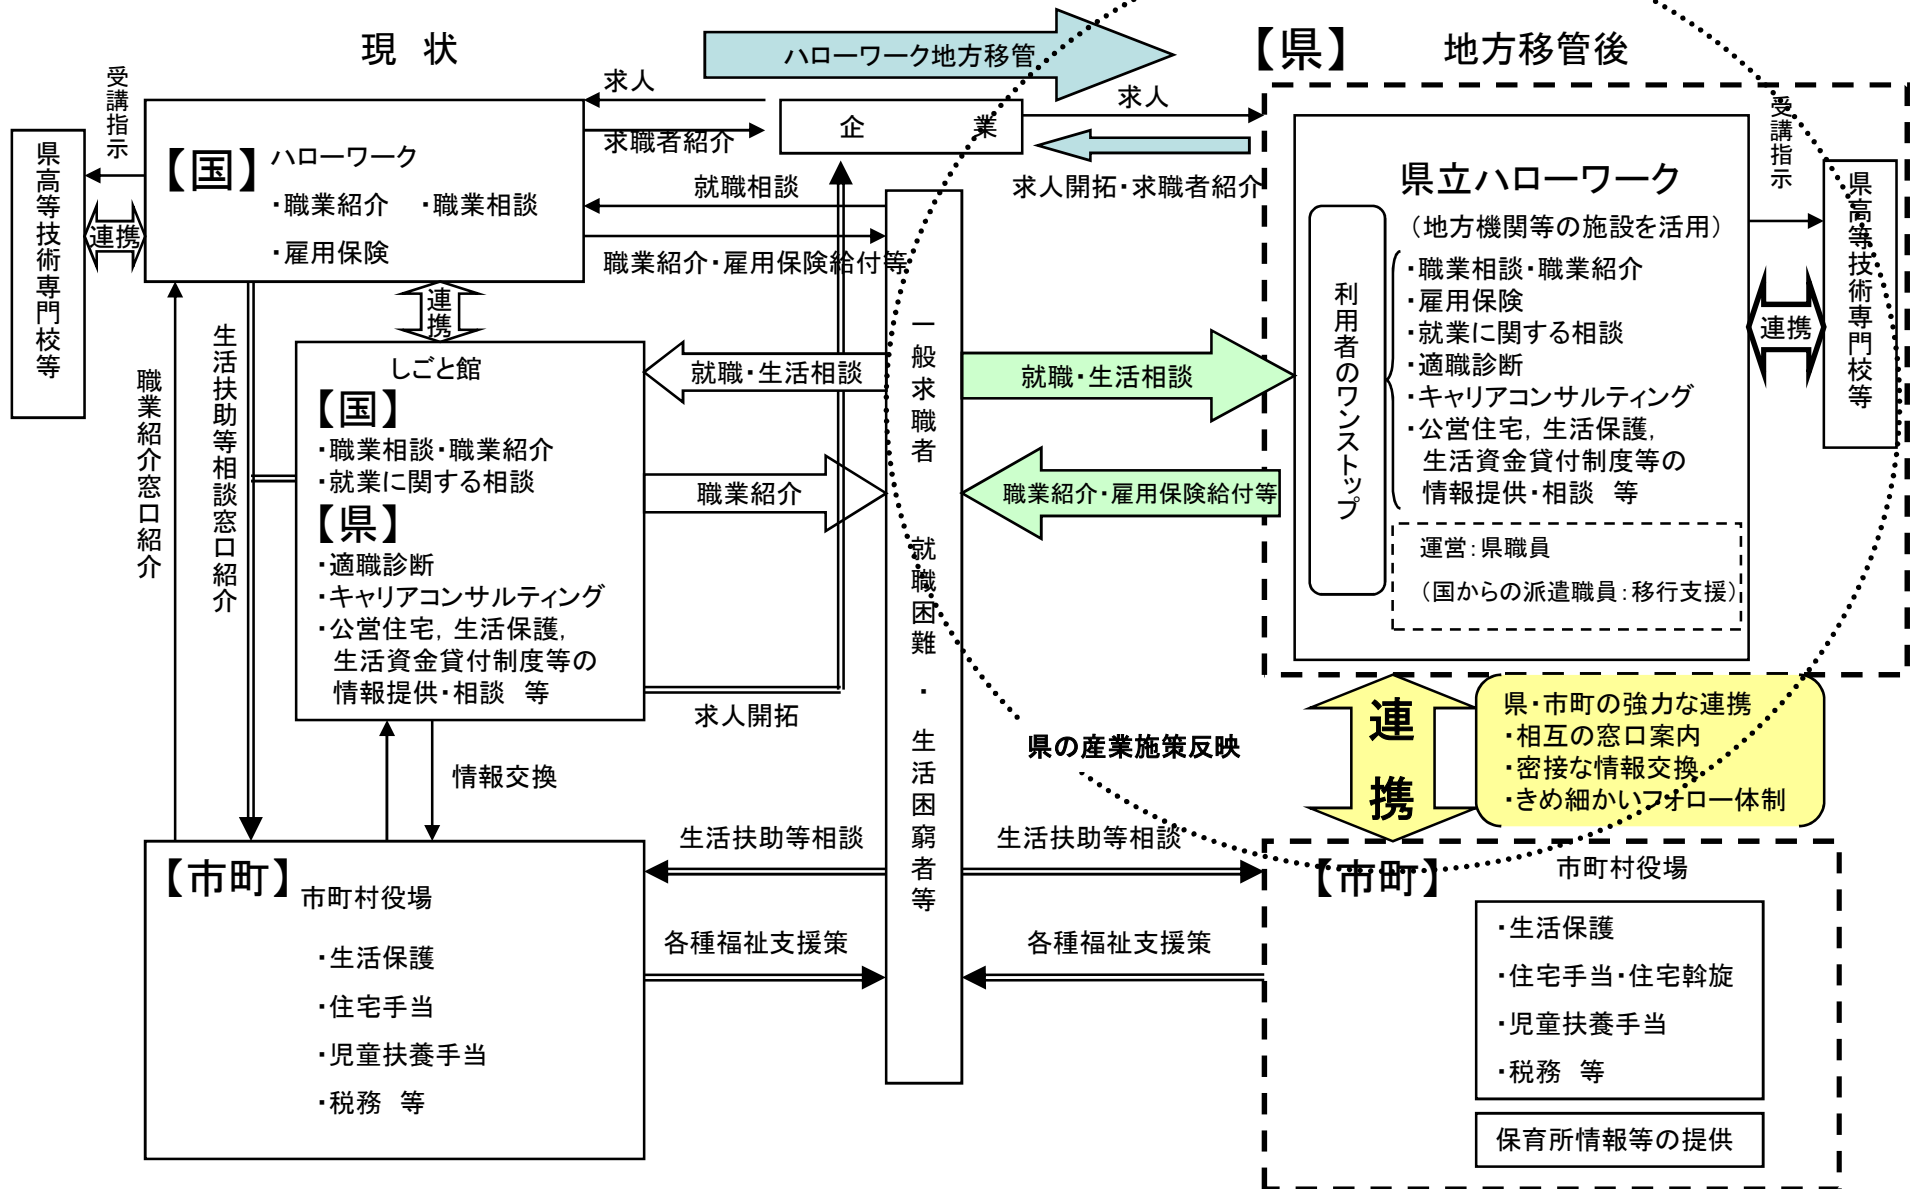 現　状
ハローワーク地方移管
【県】
地方移管後
受講指示
県高等技術専門校等
連携
【国】
ハローワーク
・職業紹介　・職業相談
・雇用保険
求人
求職者紹介
企　業
求人
求人開拓・求職者紹介
就職相談
職業紹介・雇用保険給付等
連携
しごと館
【国】
・職業相談・職業紹介
・就業に関する相談
【県】
・適職診断
・キャリアコンサルティング
・公営住宅，生活保護，
生活資金貸付制度等の
情報提供・相談　等
就職・生活相談
職業紹介
求人開拓
職業紹介窓口紹介
生活扶助等相談窓口紹介
情報交換
【市町】
市町村役場
・生活保護
・住宅手当
・児童扶養手当
・税務　等
生活扶助等相談
各種福祉支援策
一般求職者　就職困難・生活困窮者等
就職・生活相談
職業紹介・雇用保険給付等
県立ハローワーク
（地方機関等の施設を活用）
利用者のワンストップ
・職業相談・職業紹介
・雇用保険
・就業に関する相談
・適職診断
・キャリアコンサルティング
・公営住宅，生活保護，
生活資金貸付制度等の
情報提供・相談　等
運営：県職員
（国からの派遣職員：移行支援）
受講指示
連携
県高等技術専門校等
県の産業施策反映
連携
県・市町の強力な連携
・相互の窓口案内
・密接な情報交換
・きめ細かいフォロー体制
生活扶助等相談
各種福祉支援策
【市町】
市町村役場
・生活保護
・住宅手当・住宅斡旋
・児童扶養手当
・税務　等
保育所情報等の提供